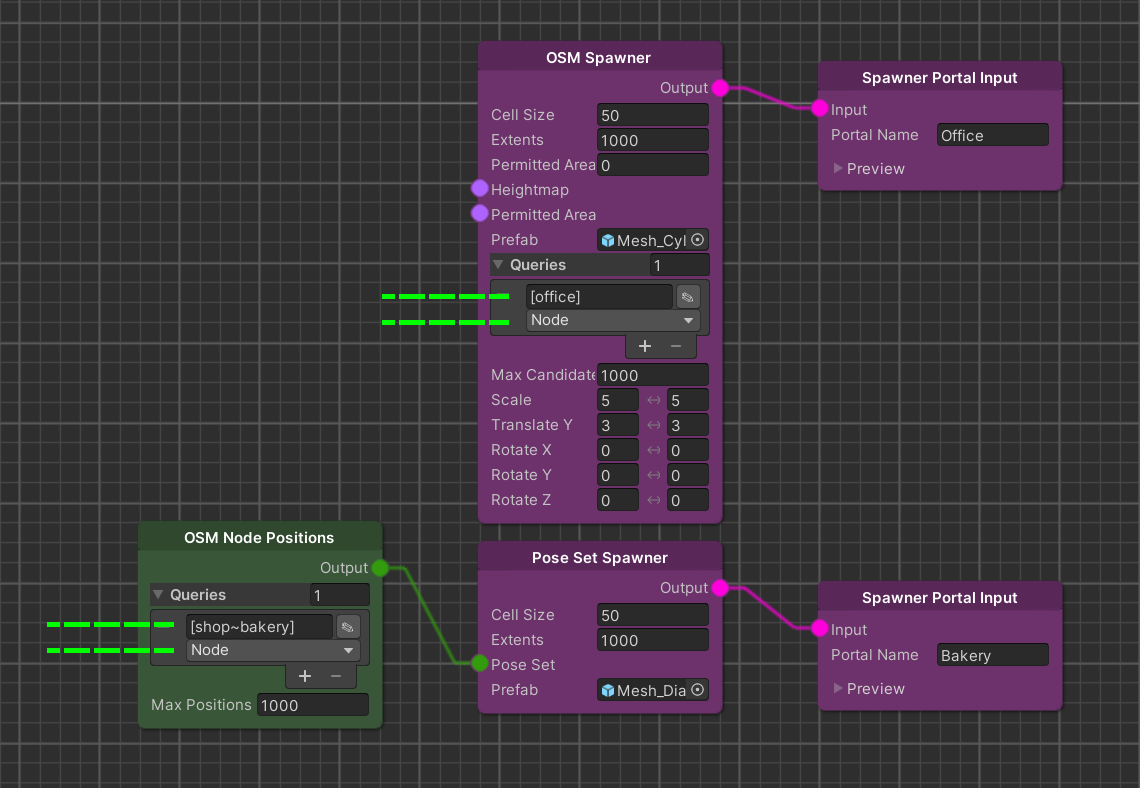 OSM Spawner
Output
Cell Size 50
Extents 1000
Permitted Area 0
Heightmap
Permitted Area
Prefab Mesh_Cyl
Queries 1
[office]
Node
+ −
Max Candidate 1000
Scale 5 ↔ 5
Translate Y 3 ↔ 3
Rotate X 0 ↔ 0
Rotate Y 0 ↔ 0
Rotate Z 0 ↔ 0
Spawner Portal Input
Input
Portal Name Office
Preview
OSM Node Positions
Output
Queries 1
[shop~bakery]
Node
+ −
Max Positions 1000
Pose Set Spawner
Output
Cell Size 50
Extents 1000
Pose Set
Prefab Mesh_Dia
Spawner Portal Input
Input
Portal Name Bakery
Preview